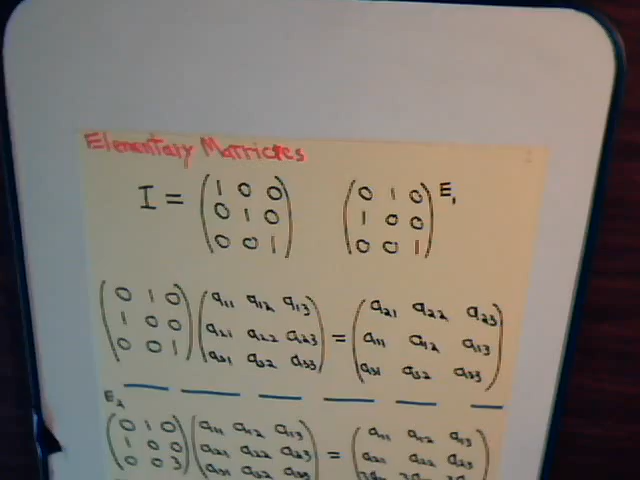 Elementary Matricies
I = (1 0 0 (0 1 0) E1
0 1 0 1 0 0
0 0 1) 0 0 1)
(0 1 0) (a11 a12 a13) = (a21 a22 a23)
1 0 0 a21 a22 a23 a11 a12 a13
0 0 1 a31 a32 a33 a31 a32 a33
E2
(0 1 0) (a11 a12 a13) = (a11 a12 a13)
1 0 0 a21 a22 a23 a21 a22 a23
0 0 3 a31 a32 a33